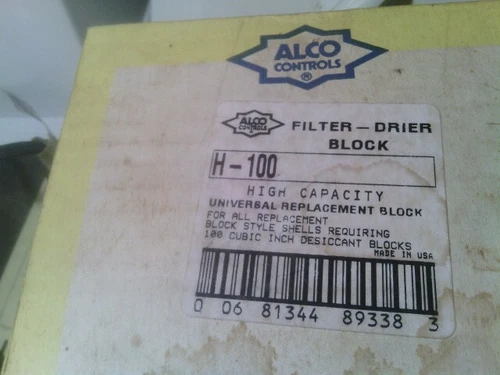 ALCO
CONTROLS
®
ALCO
CONTROLS
FILTER - DRIER
BLOCK
H-100
HIGH CAPACITY
UNIVERSAL REPLACEMENT BLOCK
FOR ALL REPLACEMENT
BLOCK STYLE SHELLS REQUIRING
100 CUBIC INCH DESICCANT BLOCKS
MADE IN USA
0 06 81344 89338 3